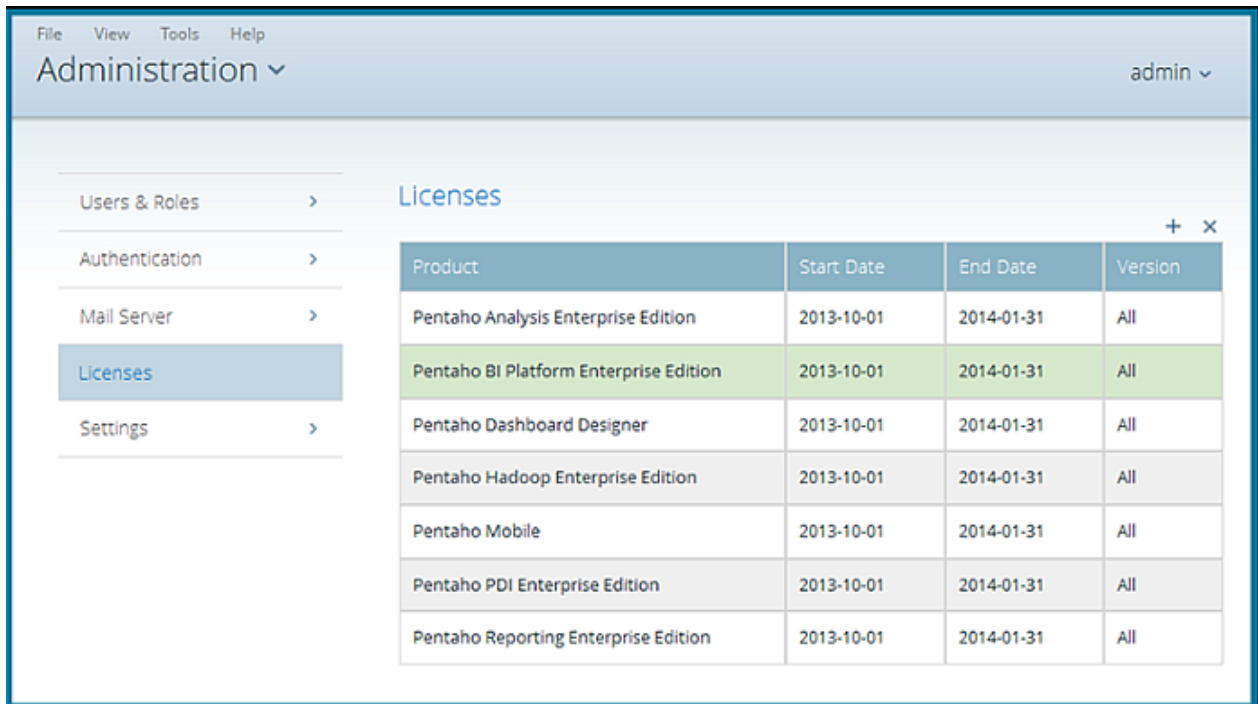 File View Tools Help
Administration
admin
Users & Roles
Authentication
Mail Server
Licenses
Settings
Licenses
+ ×
Product Start Date End Date Version
Pentaho Analysis Enterprise Edition 2013-10-01 2014-01-31 All
Pentaho BI Platform Enterprise Edition 2013-10-01 2014-01-31 All
Pentaho Dashboard Designer 2013-10-01 2014-01-31 All
Pentaho Hadoop Enterprise Edition 2013-10-01 2014-01-31 All
Pentaho Mobile 2013-10-01 2014-01-31 All
Pentaho PDI Enterprise Edition 2013-10-01 2014-01-31 All
Pentaho Reporting Enterprise Edition 2013-10-01 2014-01-31 All